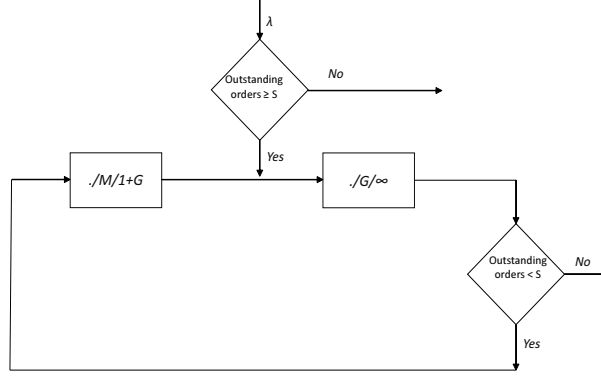 λ
Outstanding
orders ≥ S
No
Yes
./M/1+G
./G/∞
Outstanding
orders < S
No
Yes